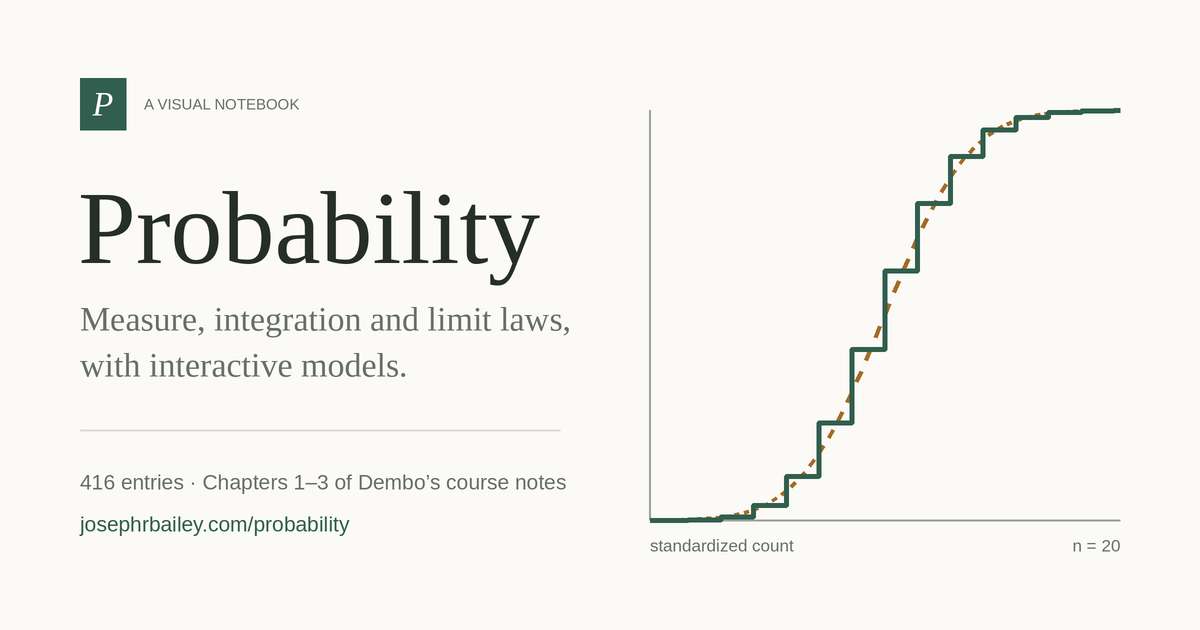 P
A VISUAL NOTEBOOK
Probability
Measure, integration and limit laws,
with interactive models.
416 entries · Chapters 1–3 of Dembo’s course notes
josephrbailey.com/probability
standardized count
n = 20